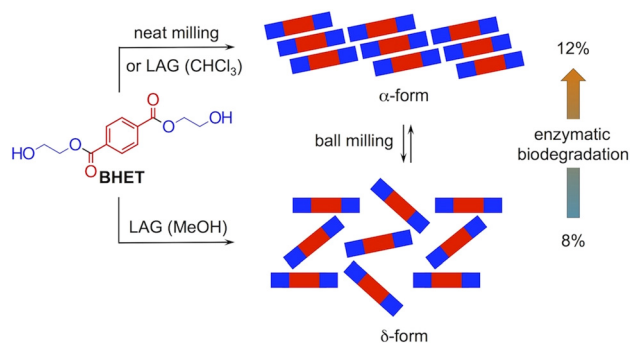 neat milling
or LAG (CHCl₃)
α-form
12%
O
OH
O
HO
O
O
BHET
ball milling
enzymatic
biodegradation
LAG (MeOH)
8%
δ-form